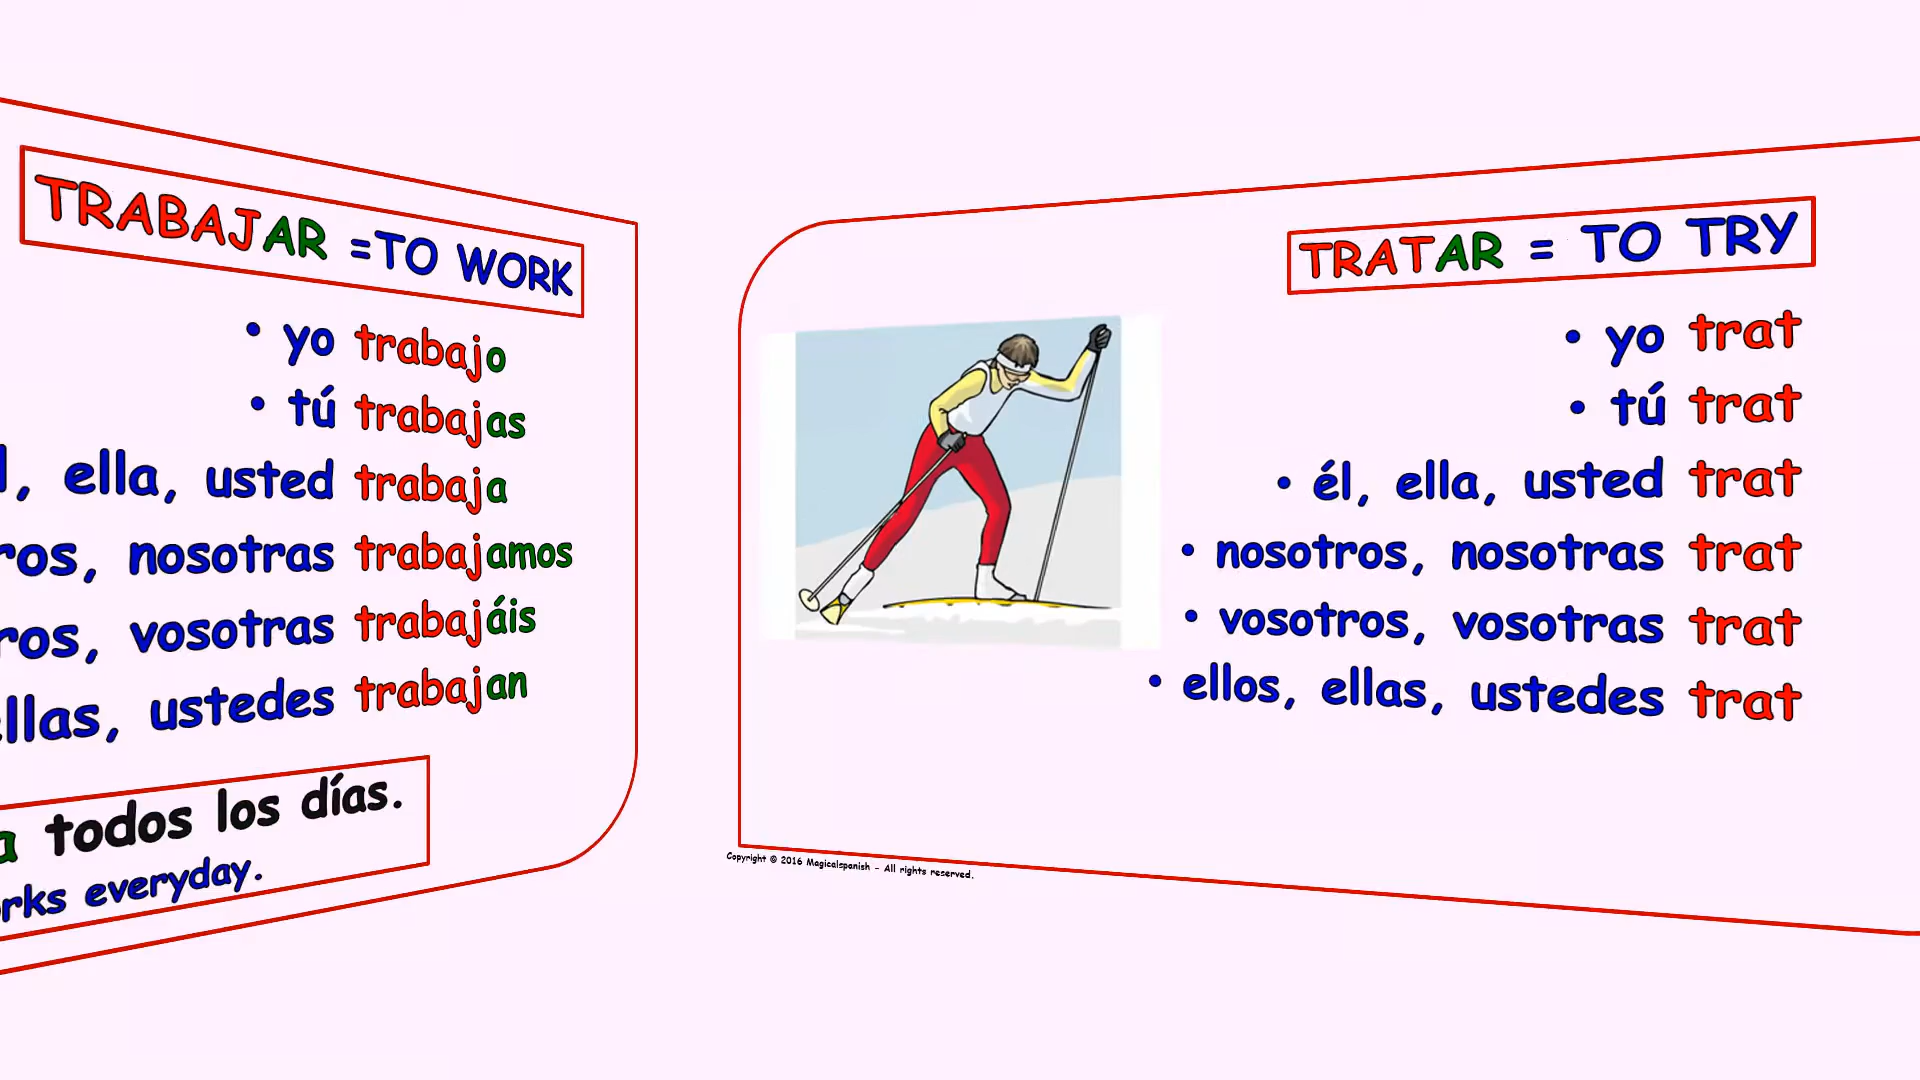 TRABAJAR =TO WORK
• yo trabajo
• tú trabajas
l, ella, usted trabaja
ros, nosotras trabajamos
ros, vosotras trabajáis
ellas, ustedes trabajan
a todos los días.
rks everyday.
TRATAR = TO TRY
• yo trat
• tú trat
• él, ella, usted trat
• nosotros, nosotras trat
• vosotros, vosotras trat
• ellos, ellas, ustedes trat
Copyright © 2016 Magicalspanish - All rights reserved.